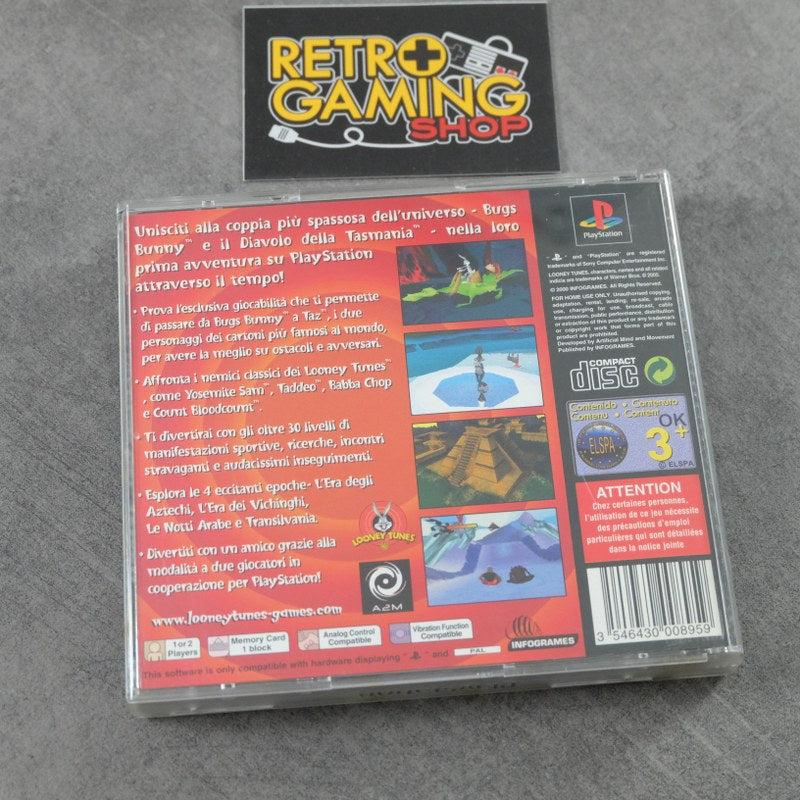 RETRO
GAMING
SHOP
Unisciti alla coppia più spassosa dell'universo - Bugs
Bunny™ e il Diavolo della Tasmania™ - nella loro
prima avventura su PlayStation
attraverso il tempo!
• Prova l'esclusiva giocabilità che ti permette
di passare da Bugs Bunny™ a Taz™, i due
personaggi dei cartoni più famosi al mondo,
per avere la meglio su ostacoli e avversari.
• Affronta i nemici classici dei Looney Tunes™
, come Yosemite Sam™, Taddeo™, Babba Chop
e Count Bloodcount™.
• Ti divertirai con gli oltre 30 livelli di
manifestazioni sportive, ricerche, incontri
stravaganti e audacissimi inseguimenti.
• Esplora le 4 eccitanti epoche- L'Era degli
Aztechi, L'Era dei Vichinghi,
Le Notti Arabe e Transilvania.
• Divertiti con un amico grazie alla
modalità a due giocatori in
cooperazione per PlayStation!
www.looneytunes-games.com
LOONEY TUNES
A2M
1 or 2
Players
Memory Card
1 block
Analog Control
Compatible
Vibration Function
Compatible
INFOGRAMES
This software is only compatible with hardware displaying " " and PAL
PlayStation
" " and "PlayStation" are registered
trademarks of Sony Computer Entertainment Inc.
LOONEY TUNES, characters, names and all related
indicia are trademarks of Warner Bros. © 2000.
© 2000 INFOGRAMES. All Rights Reserved.
FOR HOME USE ONLY. Unauthorised copying,
adaptation, rental, lending, re-sale, arcade
use, charging for use, broadcast, cable
transmission, public performance, distribution
or extraction of this product or any trademark
or copyright work that forms part of this
product are prohibited.
Developed by Artificial Mind and Movement
Published by INFOGRAMES.
COMPACT
disc
Contenido • Contenuto
Contenu • Content
ELSPA
OK
3+
© ELSPA
ATTENTION
Chez certaines personnes,
l'utilisation de ce jeu nécessite
des précautions d'emploi
particulières qui sont détaillées
dans la notice jointe
3 546430 008959